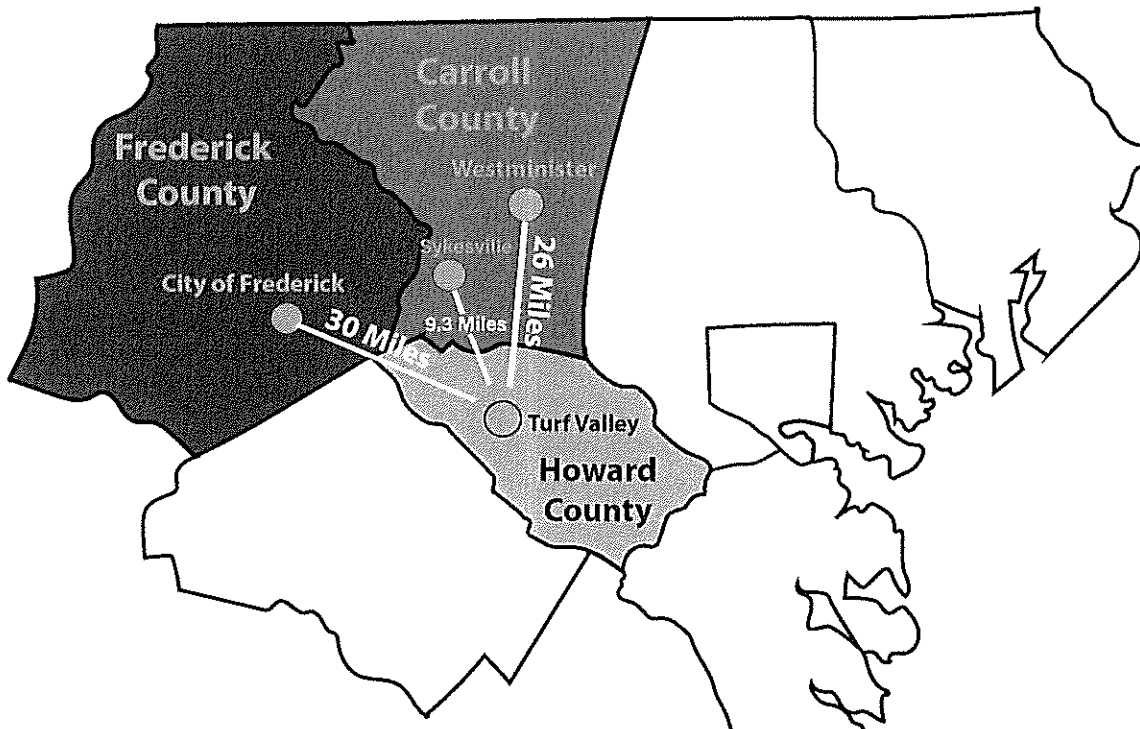 Carroll
County
Frederick
County
Westminister
Sykesville
City of Frederick
26 Miles
30 Miles
9.3 Miles
Turf Valley
Howard
County